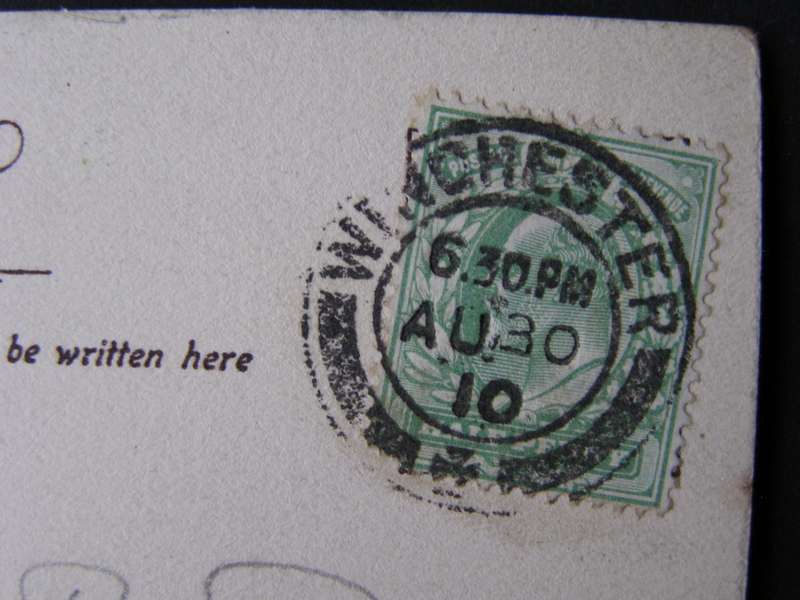 WINCHESTER
6.30.PM
AU 30
10
be written here